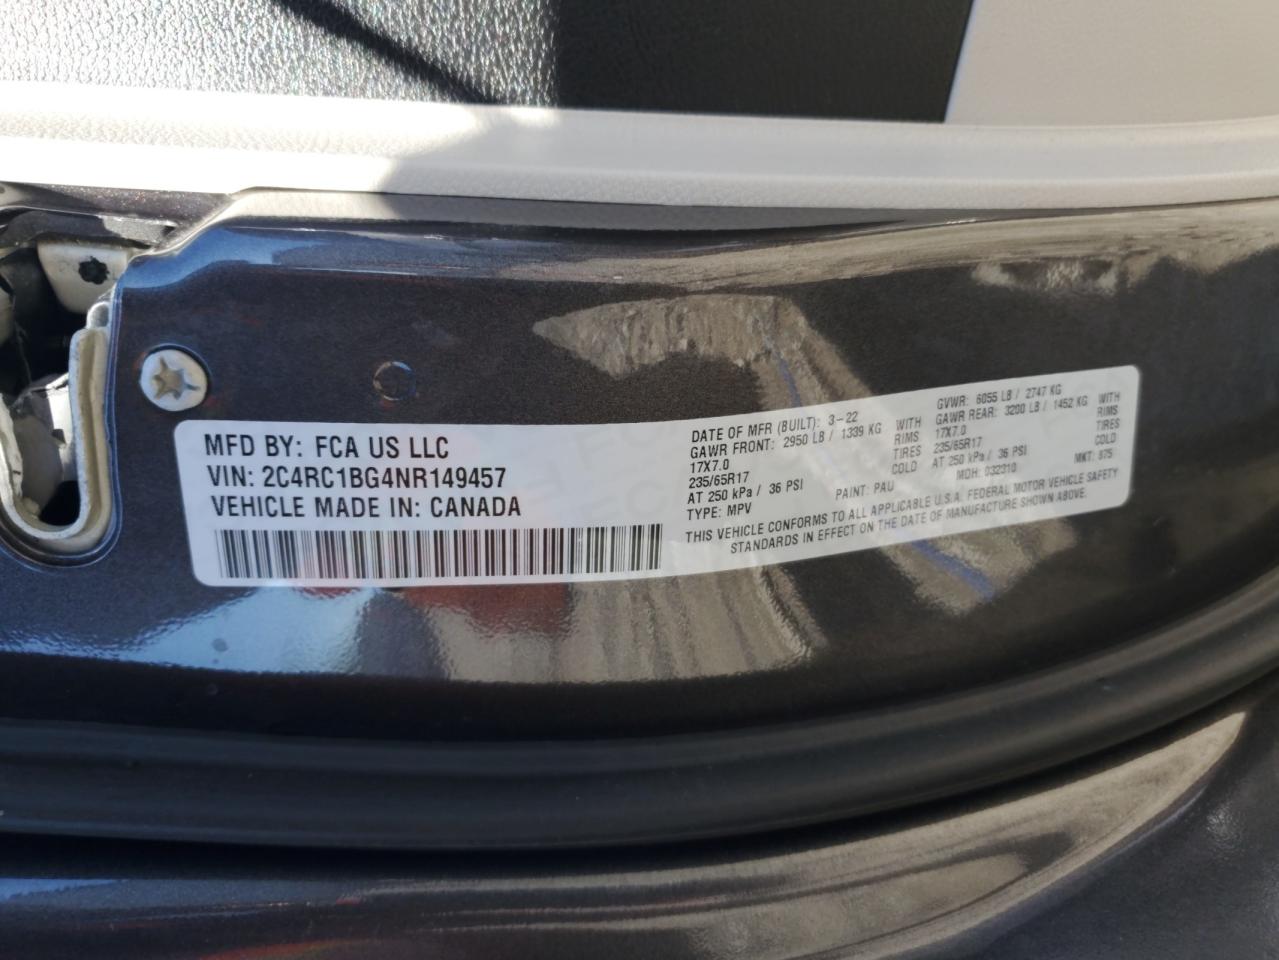 MFD BY: FCA US LLC
VIN: 2C4RC1BG4NR149457
VEHICLE MADE IN: CANADA
DATE OF MFR (BUILT): 3-22 GVWR: 6055 LB / 2747 KG
GAWR FRONT: 2950 LB / 1339 KG WITH GAWR REAR: 3200 LB / 1452 KG WITH
17X7.0 RIMS 17X7.0 RIMS
235/65R17 TIRES 235/65R17 TIRES
AT 250 kPa / 36 PSI COLD AT 250 kPa / 36 PSI COLD
TYPE: MPV PAINT: PAU MDH: 032310 MKT: 875
THIS VEHICLE CONFORMS TO ALL APPLICABLE U.S.A. FEDERAL MOTOR VEHICLE SAFETY
STANDARDS IN EFFECT ON THE DATE OF MANUFACTURE SHOWN ABOVE.